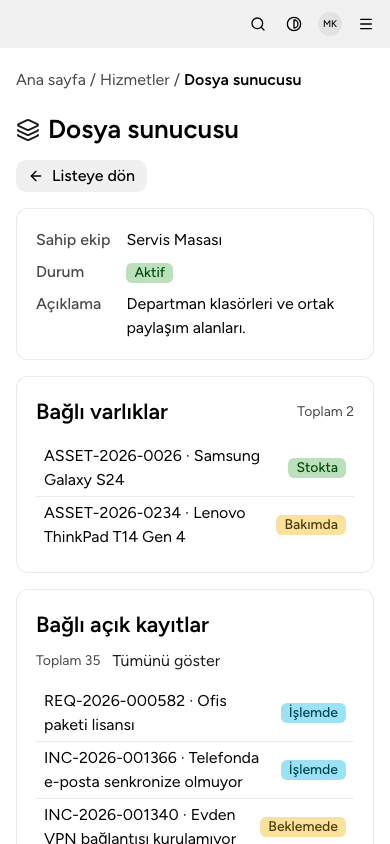 MK
Ana sayfa / Hizmetler / Dosya sunucusu
Dosya sunucusu
Listeye dön
Sahip ekip Servis Masası
Durum Aktif
Açıklama Departman klasörleri ve ortak
paylaşım alanları.
Bağlı varlıklar Toplam 2
ASSET-2026-0026 · Samsung
Galaxy S24
Stokta
ASSET-2026-0234 · Lenovo
ThinkPad T14 Gen 4
Bakımda
Bağlı açık kayıtlar
Toplam 35 Tümünü göster
REQ-2026-000582 · Ofis
paketi lisansı
İşlemde
INC-2026-001366 · Telefonda
e-posta senkronize olmuyor
İşlemde
INC-2026-001340 · Evden
VPN bağlantısı kurulamıyor
Beklemede